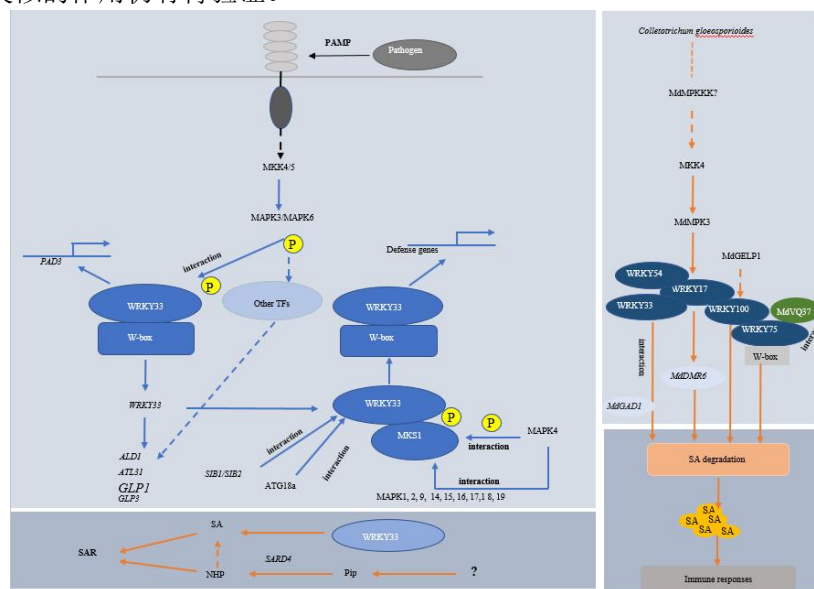 PAMP
Pathogen
MKK4/5
MAPK3/MAPK6
P
interaction
P
PAD3
WRKY33
W-box
Other TFs
Defense genes
WRKY33
W-box
WRKY33
WRKY33
P
MKS1
P
MAPK4
interaction
interaction
MAPK1, 2, 9, 14, 15, 16, 17,1 8, 19
ALD1
ATL31
GLP1
GLP3
SIB1/SIB2
interaction
ATG18a
interaction
SA
WRKY33
SAR
SARD4
NHP
Pip
?
Colletotrichum gloeosporioides
MdMPKKK?
MKK4
MdMPK3
MdGELP1
WRKY54
WRKY17
WRKY33
WRKY100
MdVQ37
WRKY75
W-box
interaction
MdDMR6
MdGAD1
SA degradation
SA
SA
SA
SA
SA
Immune responses